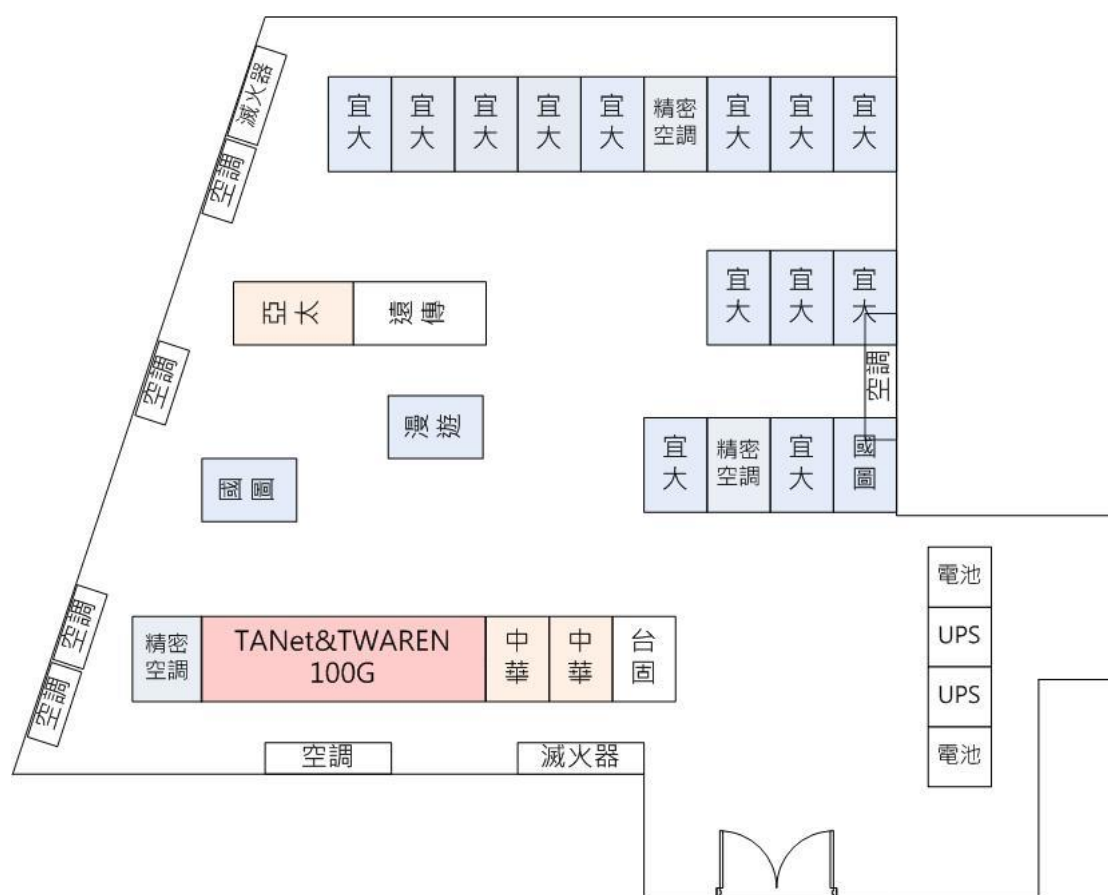 滅火器
宜大
宜大
宜大
宜大
宜大
精密
空調
宜大
宜大
宜大
空調
亞太
遠傳
宜大
宜大
宜大
空調
空調
漫遊
宜大
精密
空調
宜大
國圖
國圖
電池
UPS
UPS
電池
空調
空調
精密
空調
TANet&TWAREN
100G
中華
中華
台固
空調
滅火器